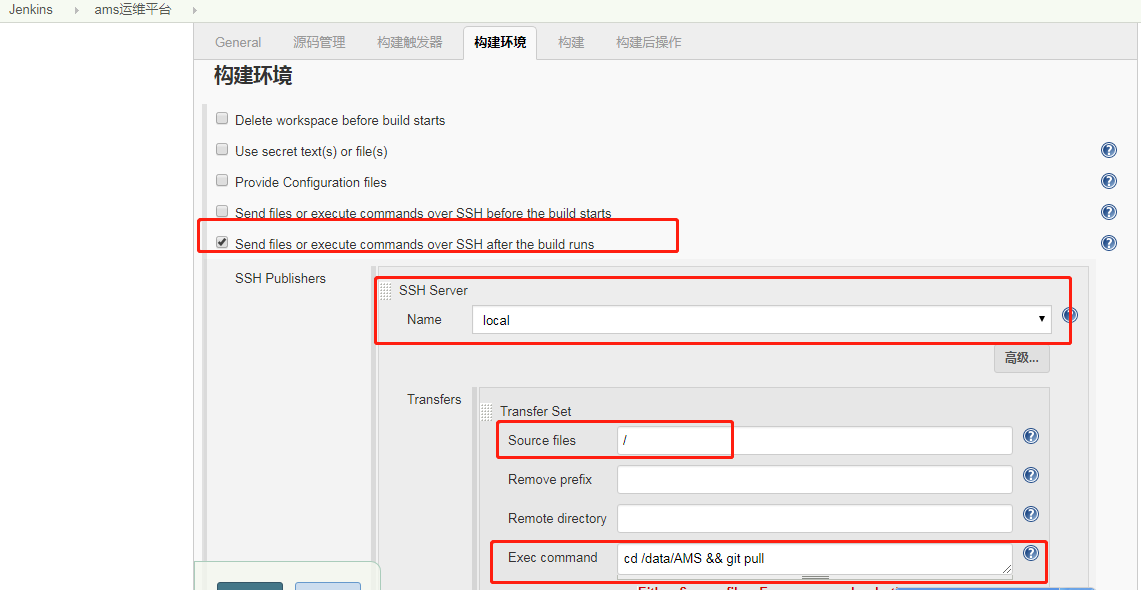 Jenkins ams运维平台
General 源码管理 构建触发器 构建环境 构建 构建后操作
构建环境
Delete workspace before build starts
Use secret text(s) or file(s)
Provide Configuration files
Send files or execute commands over SSH before the build starts
Send files or execute commands over SSH after the build runs
SSH Publishers
SSH Server
Name local
高级...
Transfers
Transfer Set
Source files /
Remove prefix
Remote directory
Exec command cd /data/AMS && git pull